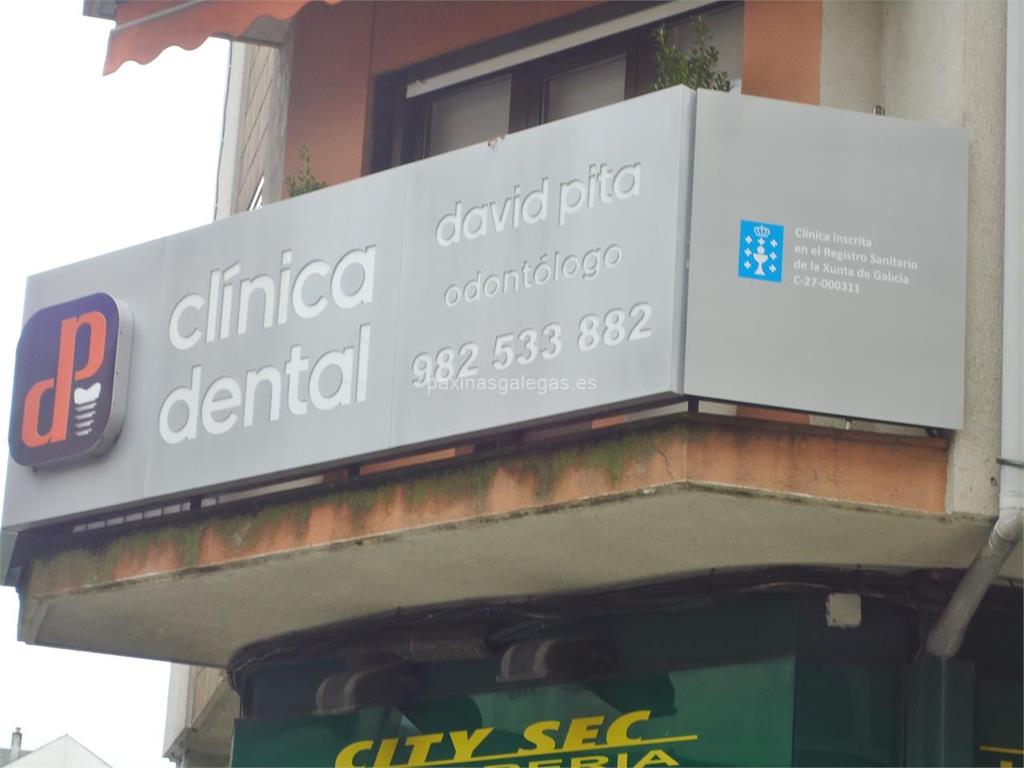 dp
clínica
dental
david pita
odontólogo
982 533 882
Clínica inscrita
en el Registro Sanitario
de la Xunta de Galicia
C-27-000311
paxinasgalegas.es
CITY SEC